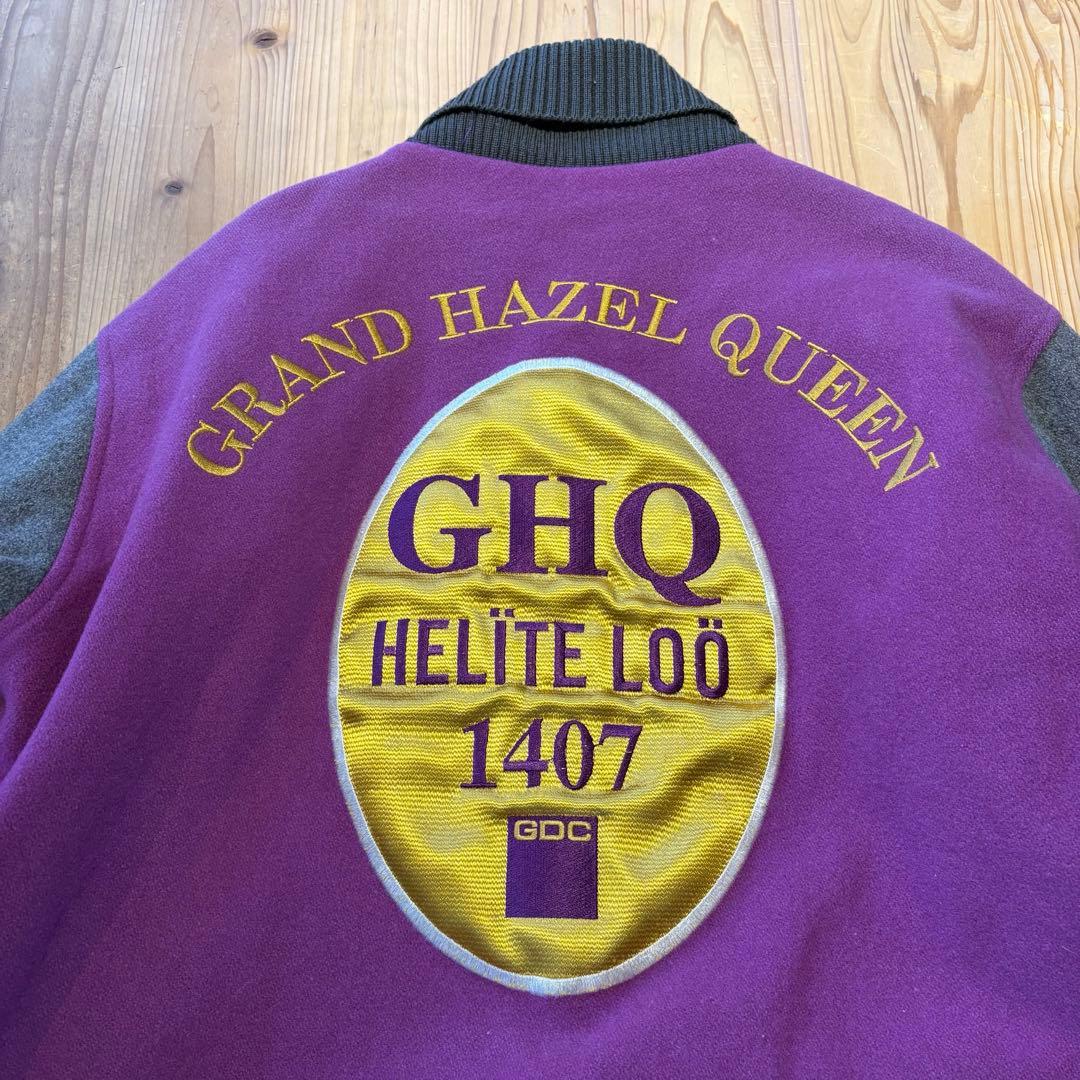 GRAND HAZEL QUEEN
GHQ
HELÏTE LOÖ
1407
GDC